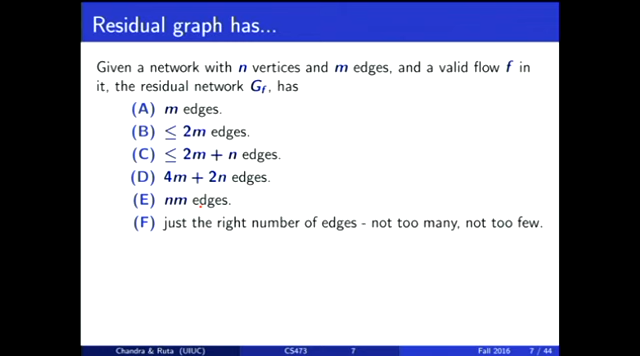 Residual graph has...
Given a network with n vertices and m edges, and a valid flow f in
it, the residual network G_f, has
(A) m edges.
(B) ≤ 2m edges.
(C) ≤ 2m + n edges.
(D) 4m + 2n edges.
(E) nm edges.
(F) just the right number of edges - not too many, not too few.
Chandra & Ruta (UIUC) CS473 7 Fall 2016 7 / 44